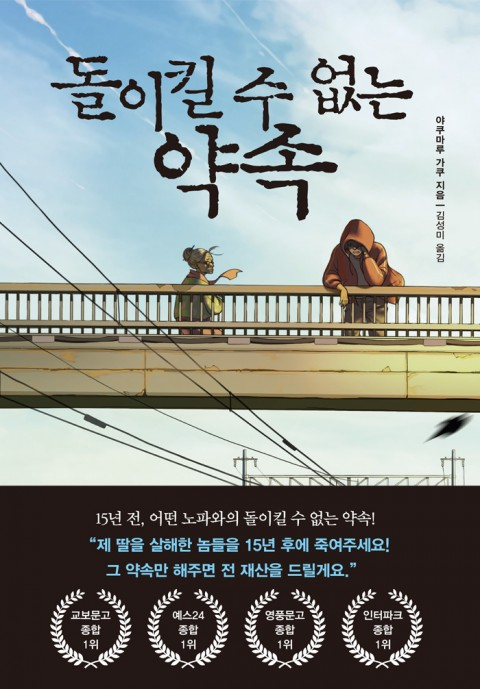 돌이킬 수 없는
약속
야쿠마루 가쿠 지음 | 김성미 옮김
15년 전, 어떤 노파와의 돌이킬 수 없는 약속!
“제 딸을 살해한 놈들을 15년 후에 죽여주세요!
그 약속만 해주면 전 재산을 드릴게요.”
교보문고
종합
1위
예스24
종합
1위
영풍문고
종합
1위
인터파크
종합
1위